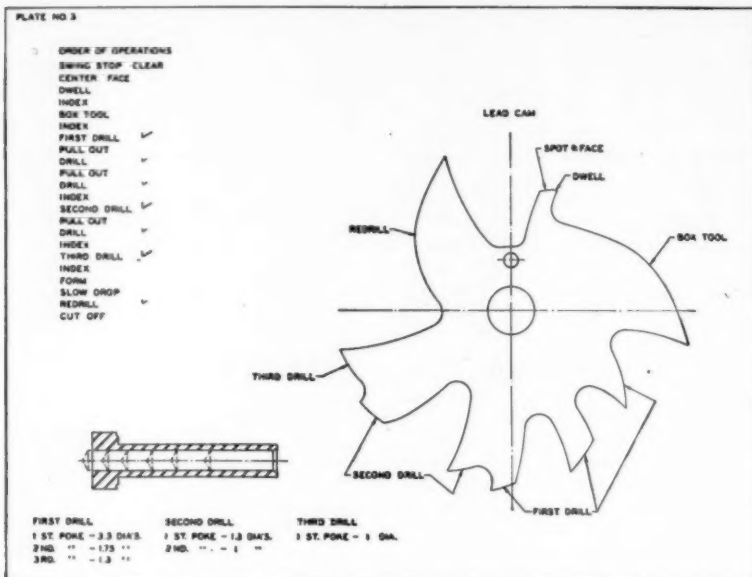 PLATE NO. 3
ORDER OF OPERATIONS
SWING STOP - CLEAR
CENTER FACE
DWELL
INDEX
BOX TOOL
INDEX
FIRST DRILL
PULL OUT
DRILL
PULL OUT
DRILL
INDEX
SECOND DRILL
PULL OUT
DRILL
INDEX
THIRD DRILL
INDEX
FORM
SLOW DROP
REDRILL
CUT OFF
LEAD CAM
SPOT & FACE
DWELL
REDRILL
BOX TOOL
THIRD DRILL
SECOND DRILL
FIRST DRILL
FIRST DRILL
1 ST. POKE - 3.3 DIA'S.
2 ND. " - 1.75 "
3 RD. " - 1.3 "
SECOND DRILL
1 ST. POKE - 1.3 DIA'S.
2 ND. " - 1 "
THIRD DRILL
1 ST. POKE - 1 DIA.